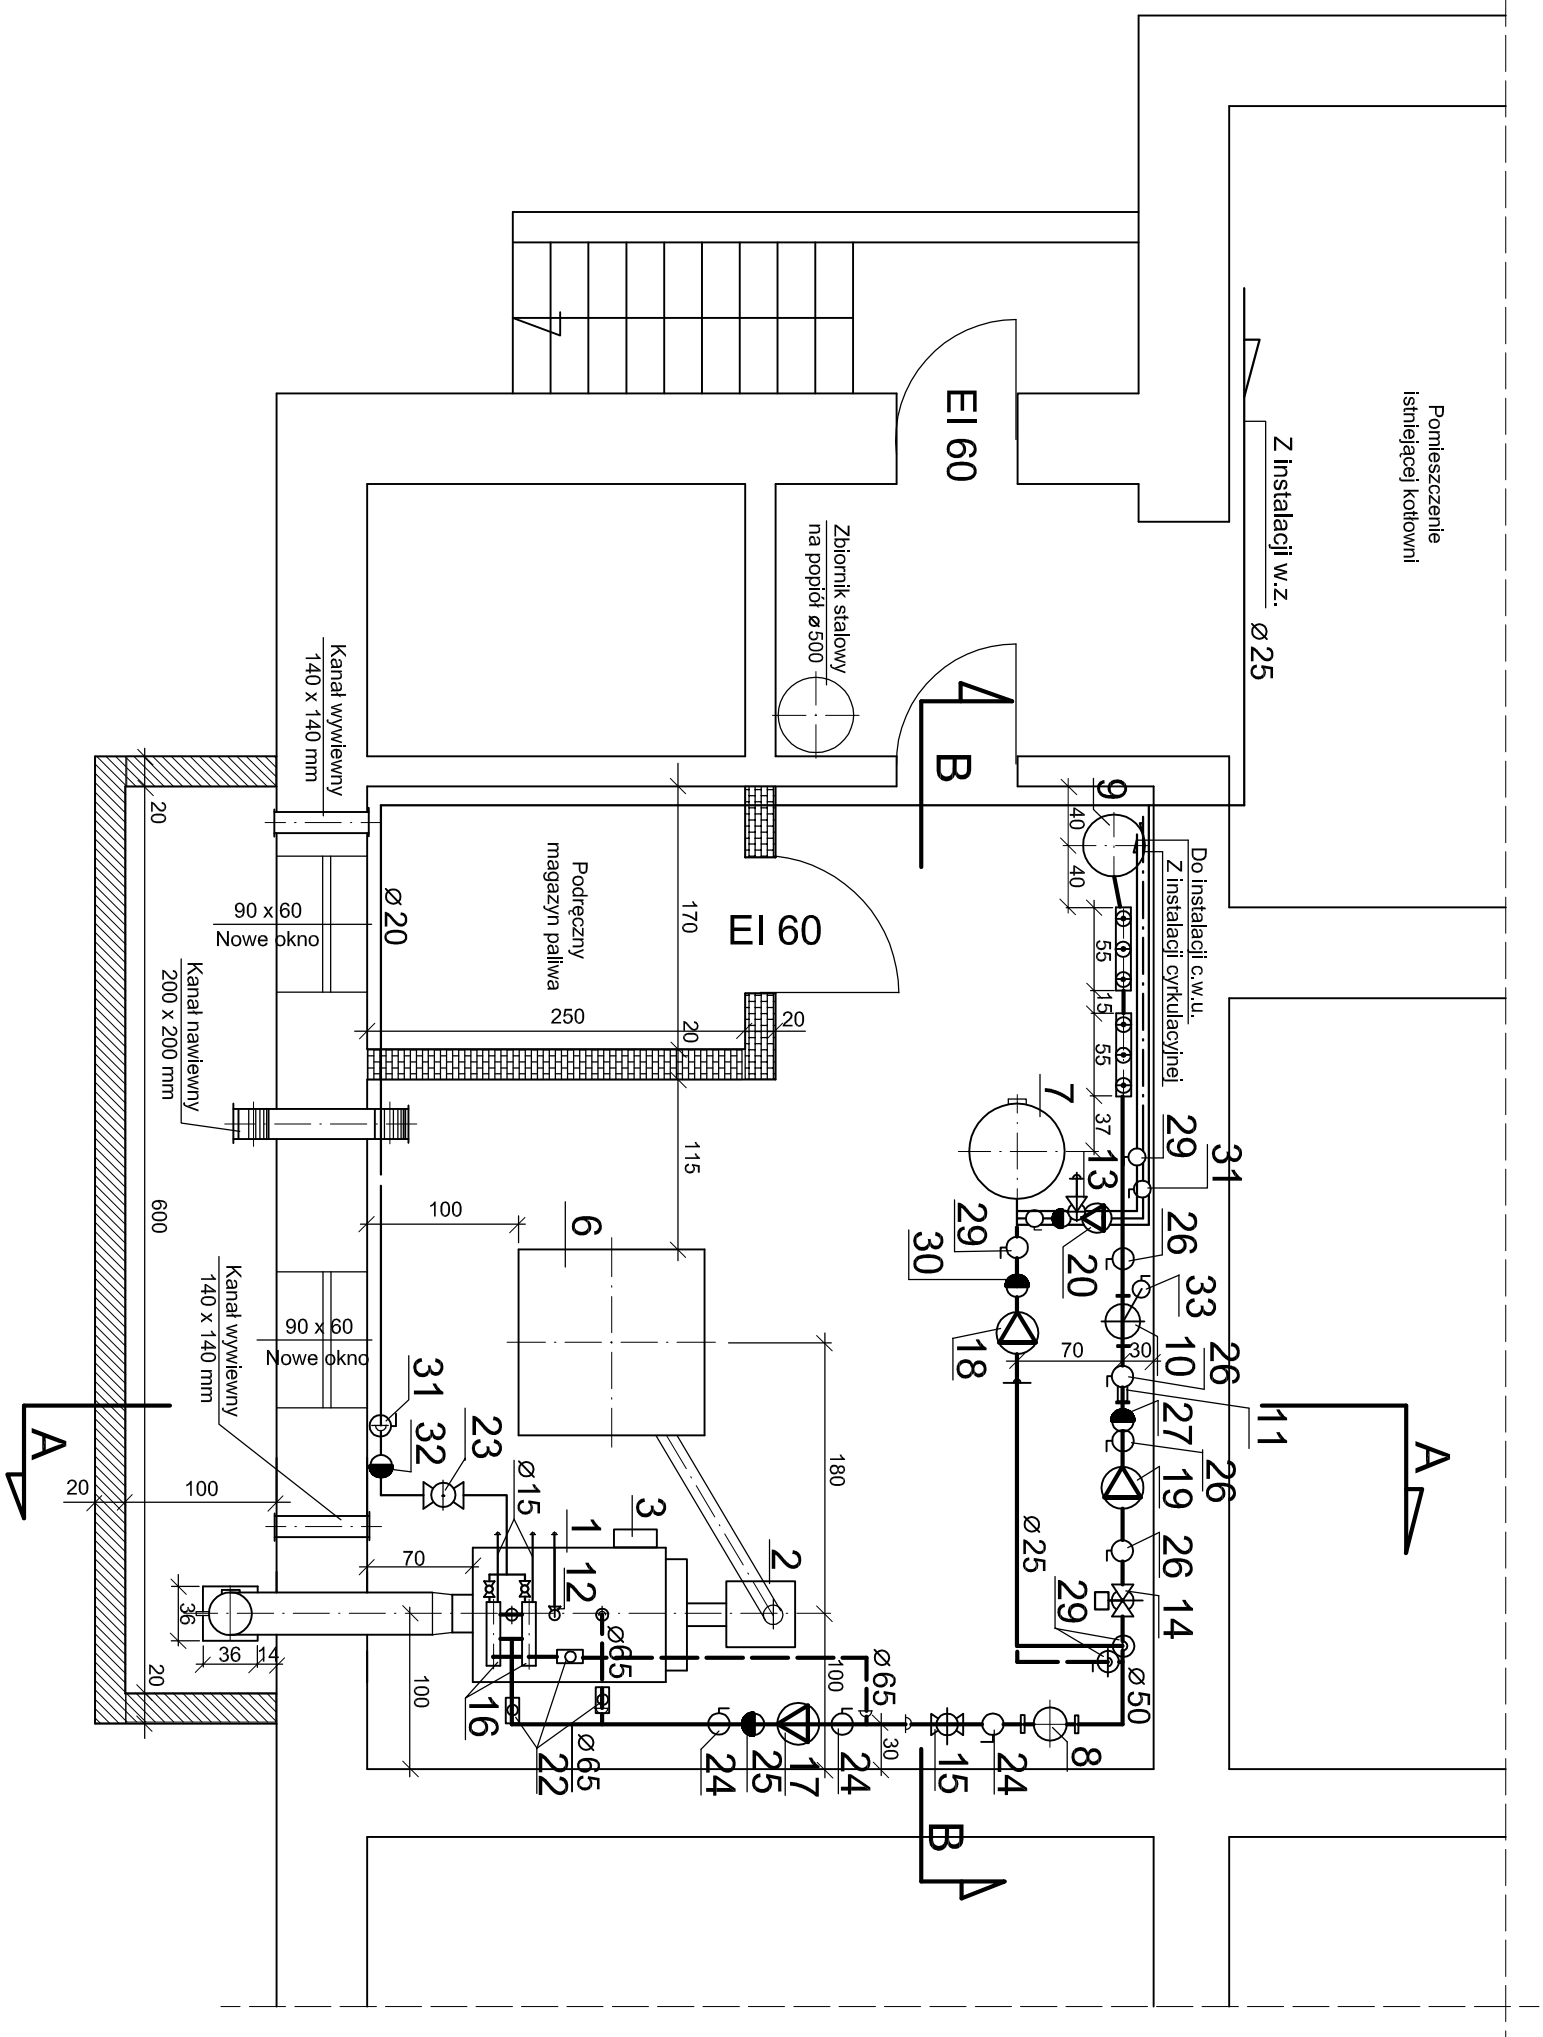 Pomieszczenie
istniejącej kotłowni
Z instalacji w.z.
Ø 25
EI 60
Zbiornik stalowy
na popiół ø 500
Kanał wywiewny
140 x 140 mm
B
9
40
40
Do instalacji c.w.u.
Z instalacji cyrkulacyjnej
55
15
55
37
20
Ø 20
90 x 60
Nowe okno
Podręczny
magazyn paliwa
170
EI 60
250
20
20
Kanał nawiewny
200 x 200 mm
7
29
31
13
115
600
100
6
29
30
20
26
33
18
70
30
10
26
11
27
26
19
A
A
Kanał wywiewny
140 x 140 mm
90 x 60
Nowe okno
31
32
23
180
20
100
Ø 15
3
1
2
12
70
Ø 25
26
14
29
36
36
14
20
100
Ø 65
16
22
Ø 65
100
Ø 65
30
Ø 50
24
25
17
24
15
24
8
B